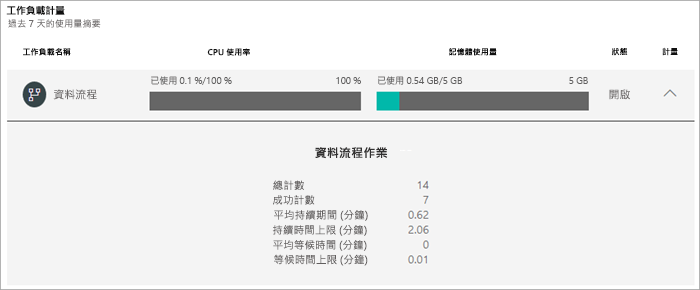 工作負載計量
過去 7 天的使用量摘要
工作負載名稱 CPU 使用率 記憶體使用量 狀態 計量
已使用 0.1 %/100 % 100 % 已使用 0.54 GB/5 GB 5 GB
資料流程 開啟
資料流程作業
總計數 14
成功計數 7
平均持續期間 (分鐘) 0.62
持續時間上限 (分鐘) 2.06
平均等候時間 (分鐘) 0
等候時間上限 (分鐘) 0.01